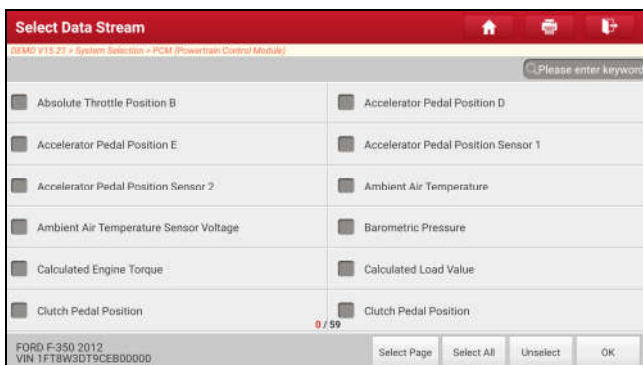 Select Data Stream
DEMO V15.27 > System Selection > PCM (Powertrain Control Module)
Please enter keyword
Absolute Throttle Position B
Accelerator Pedal Position D
Accelerator Pedal Position E
Accelerator Pedal Position Sensor 1
Accelerator Pedal Position Sensor 2
Ambient Air Temperature
Ambient Air Temperature Sensor Voltage
Barometric Pressure
Calculated Engine Torque
Calculated Load Value
Clutch Pedal Position
Clutch Pedal Position
0 / 59
FORD F-350 2012
VIN 1FT8W3DT9CEB00000
Select Page
Select All
Unselect
OK